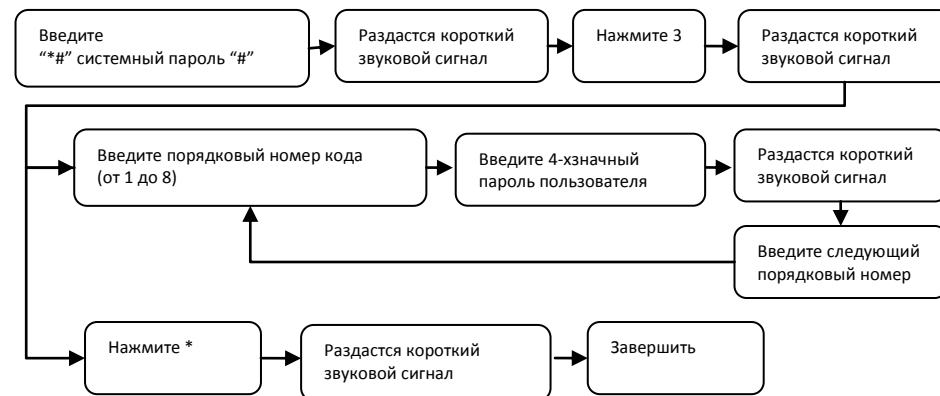 Введите
“*#” системный пароль “#”
Раздастся короткий
звуковой сигнал
Нажмите 3
Раздастся короткий
звуковой сигнал
Введите порядковый номер кода
(от 1 до 8)
Введите 4-хзначный
пароль пользователя
Раздастся короткий
звуковой сигнал
Введите следующий
порядковый номер
Нажмите *
Раздастся короткий
звуковой сигнал
Завершить